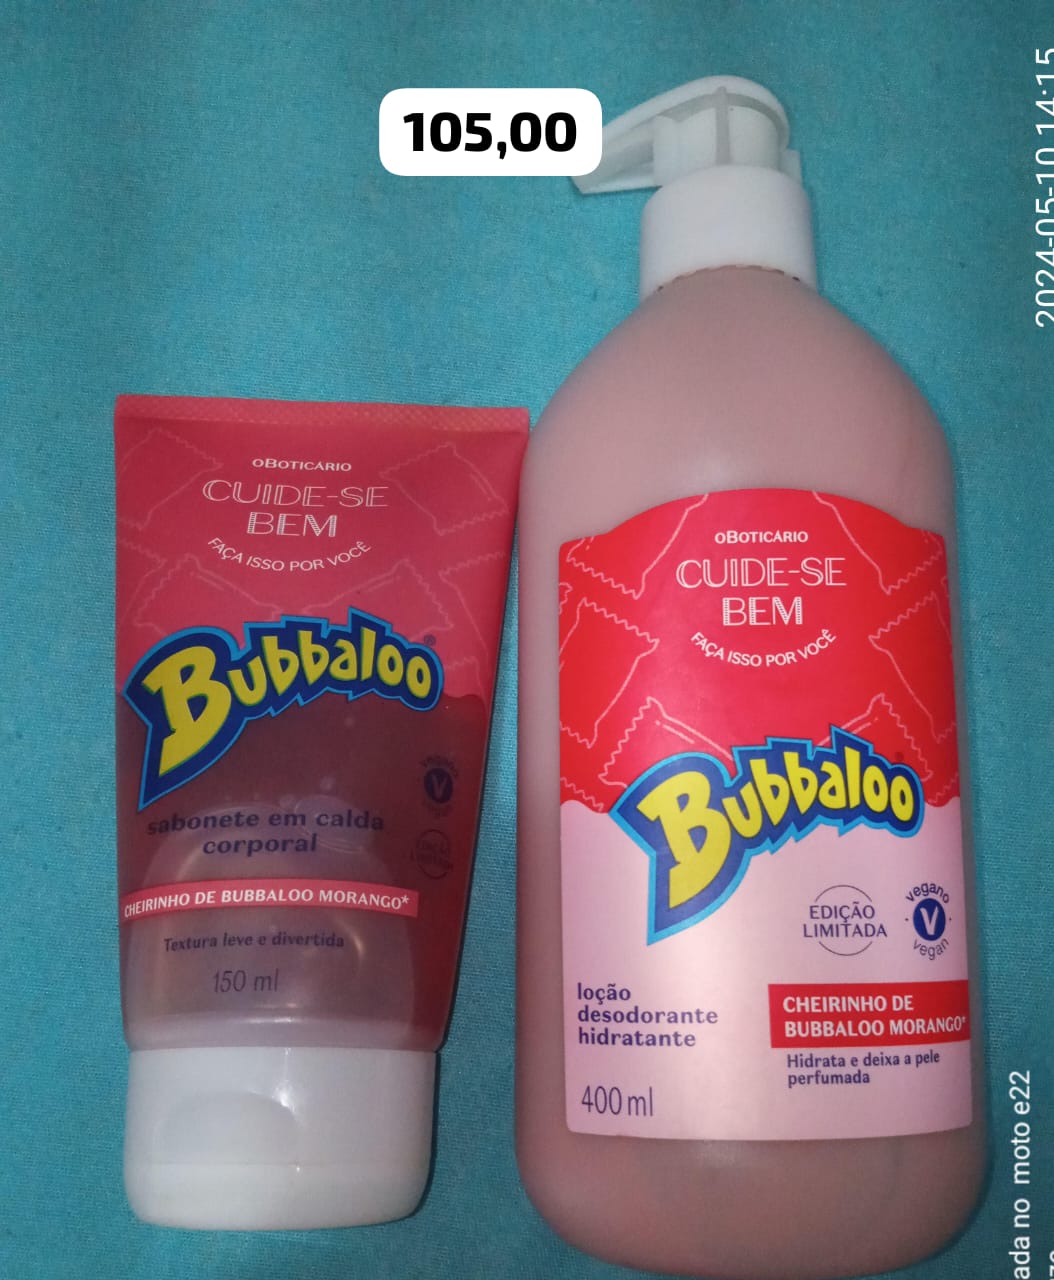 105,00
OBOTICÁRIO
CUIDE-SE
BEM
FAÇA ISSO POR VOCÊ
Bubbaloo®
sabonete em calda
corporal
CHEIRINHO DE BUBBALOO MORANGO*
Textura leve e divertida
150 ml
OBOTICÁRIO
CUIDE-SE
BEM
FAÇA ISSO POR VOCÊ
Bubbaloo
EDIÇÃO
LIMITADA
vegano
V
vegan
loção
desodorante
hidratante
400 ml
CHEIRINHO DE
BUBBALOO MORANGO*
Hidrata e deixa a pele
perfumada
2024-05-10 14:15
moto e22